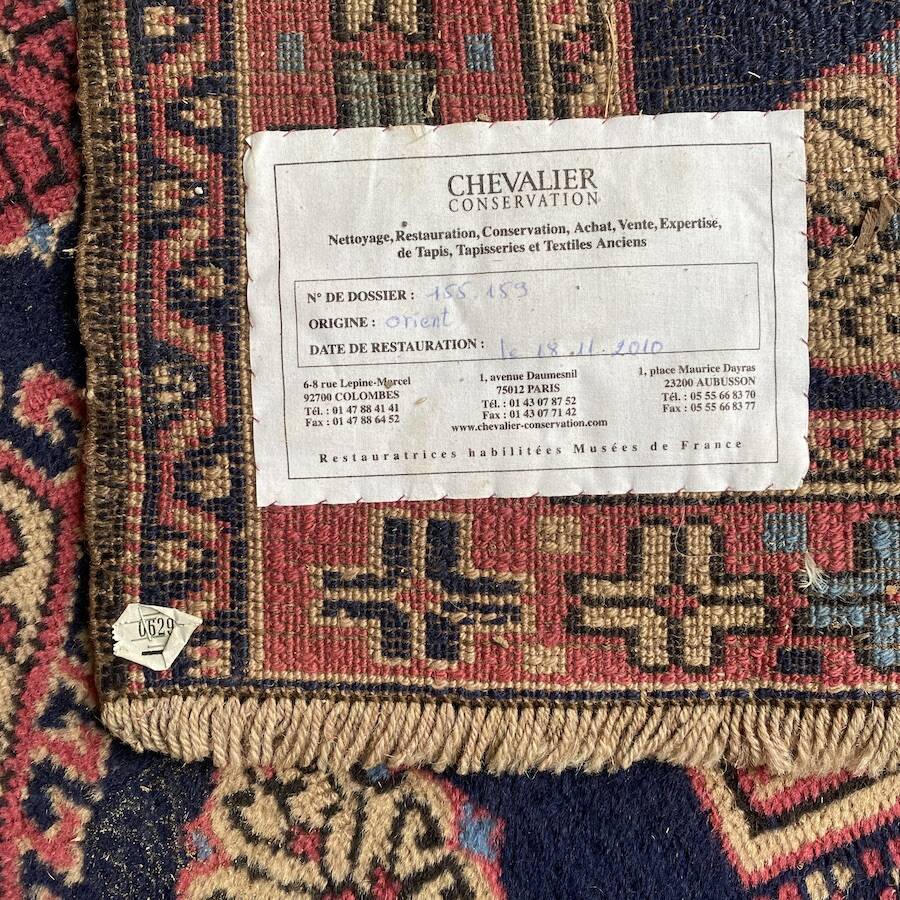 CHEVALIER
CONSERVATION
Nettoyage, Restauration, Conservation, Achat, Vente, Expertise,
de Tapis, Tapisseries et Textiles Anciens
N° DE DOSSIER : 155.159
ORIGINE : orient
DATE DE RESTAURATION : le 18.11.2010
6-8 rue Lepine-Marcel
92700 COLOMBES
Tél. : 01 47 88 41 41
Fax : 01 47 88 64 52
1, avenue Daumesnil
75012 PARIS
Tél. : 01 43 07 87 52
Fax : 01 43 07 71 42
1, place Maurice Dayras
23200 AUBUSSON
Tél. : 05 55 66 83 70
Fax : 05 55 66 83 77
www.chevalier-conservation.com
Restauratrices habilitées Musées de France
0629